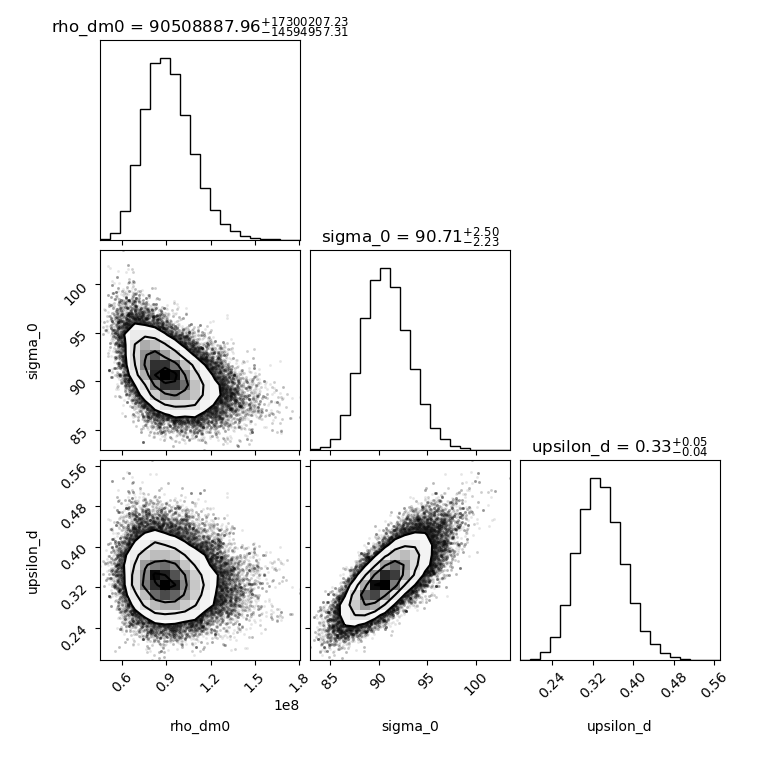 rho_dm0 = 90508887.96+17300207.23−14594957.31
sigma_0 = 90.71+2.50−2.23
100
95
90
85
sigma_0
upsilon_d = 0.33+0.05−0.04
0.56
0.48
0.40
0.32
0.24
upsilon_d
0.6 0.9 1.2 1.5 1.8
1e8
rho_dm0
85 90 95 100
sigma_0
0.24 0.32 0.40 0.48 0.56
upsilon_d